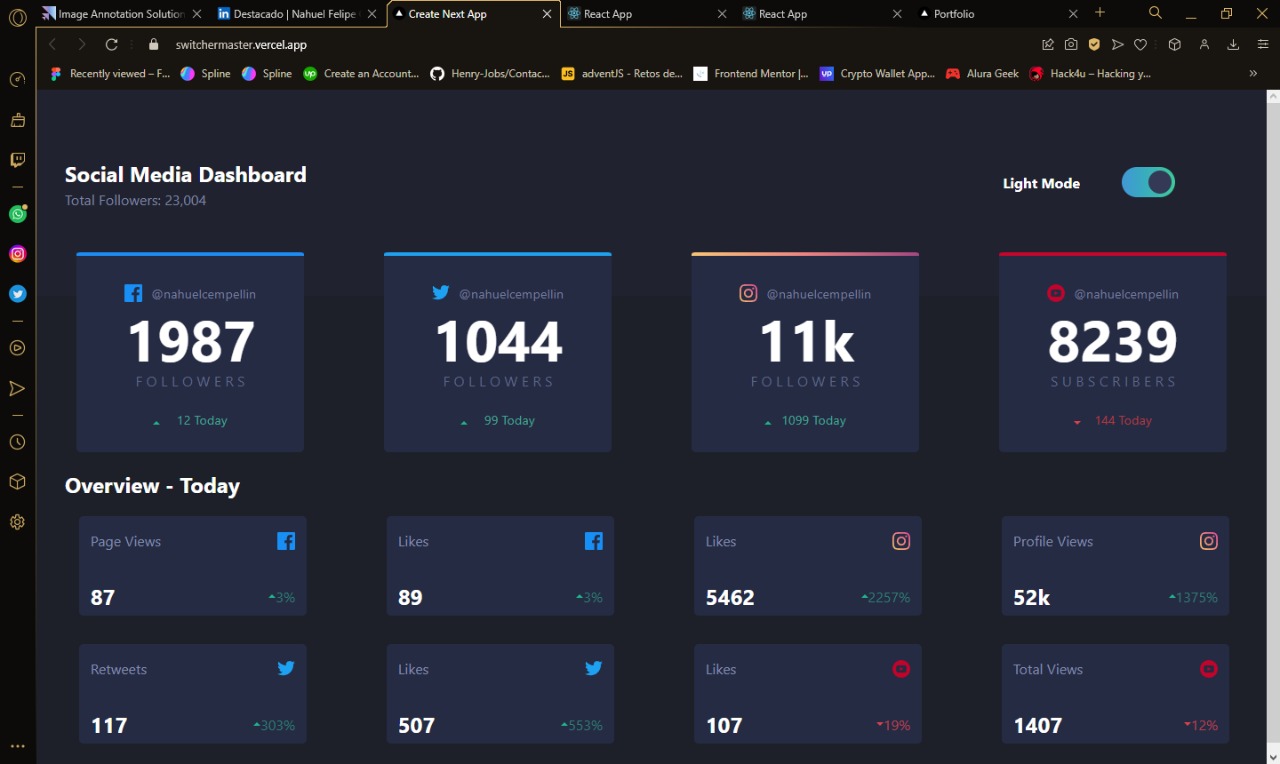 Image Annotation Solution
Destacado | Nahuel Felipe
Create Next App
React App
React App
Portfolio
switchermaster.vercel.app
Recently viewed – F...
Spline
Spline
up Create an Account...
Henry-Jobs/Contac...
JS adventJS - Retos de...
Frontend Mentor |...
VP Crypto Wallet App...
Alura Geek
Hack4u – Hacking y...
Social Media Dashboard
Total Followers: 23,004
Light Mode
@nahuelcempellin
1987
FOLLOWERS
12 Today
@nahuelcempellin
1044
FOLLOWERS
99 Today
@nahuelcempellin
11k
FOLLOWERS
1099 Today
@nahuelcempellin
8239
SUBSCRIBERS
144 Today
Overview - Today
Page Views
87
3%
Likes
89
3%
Likes
5462
2257%
Profile Views
52k
1375%
Retweets
117
303%
Likes
507
553%
Likes
107
19%
Total Views
1407
12%